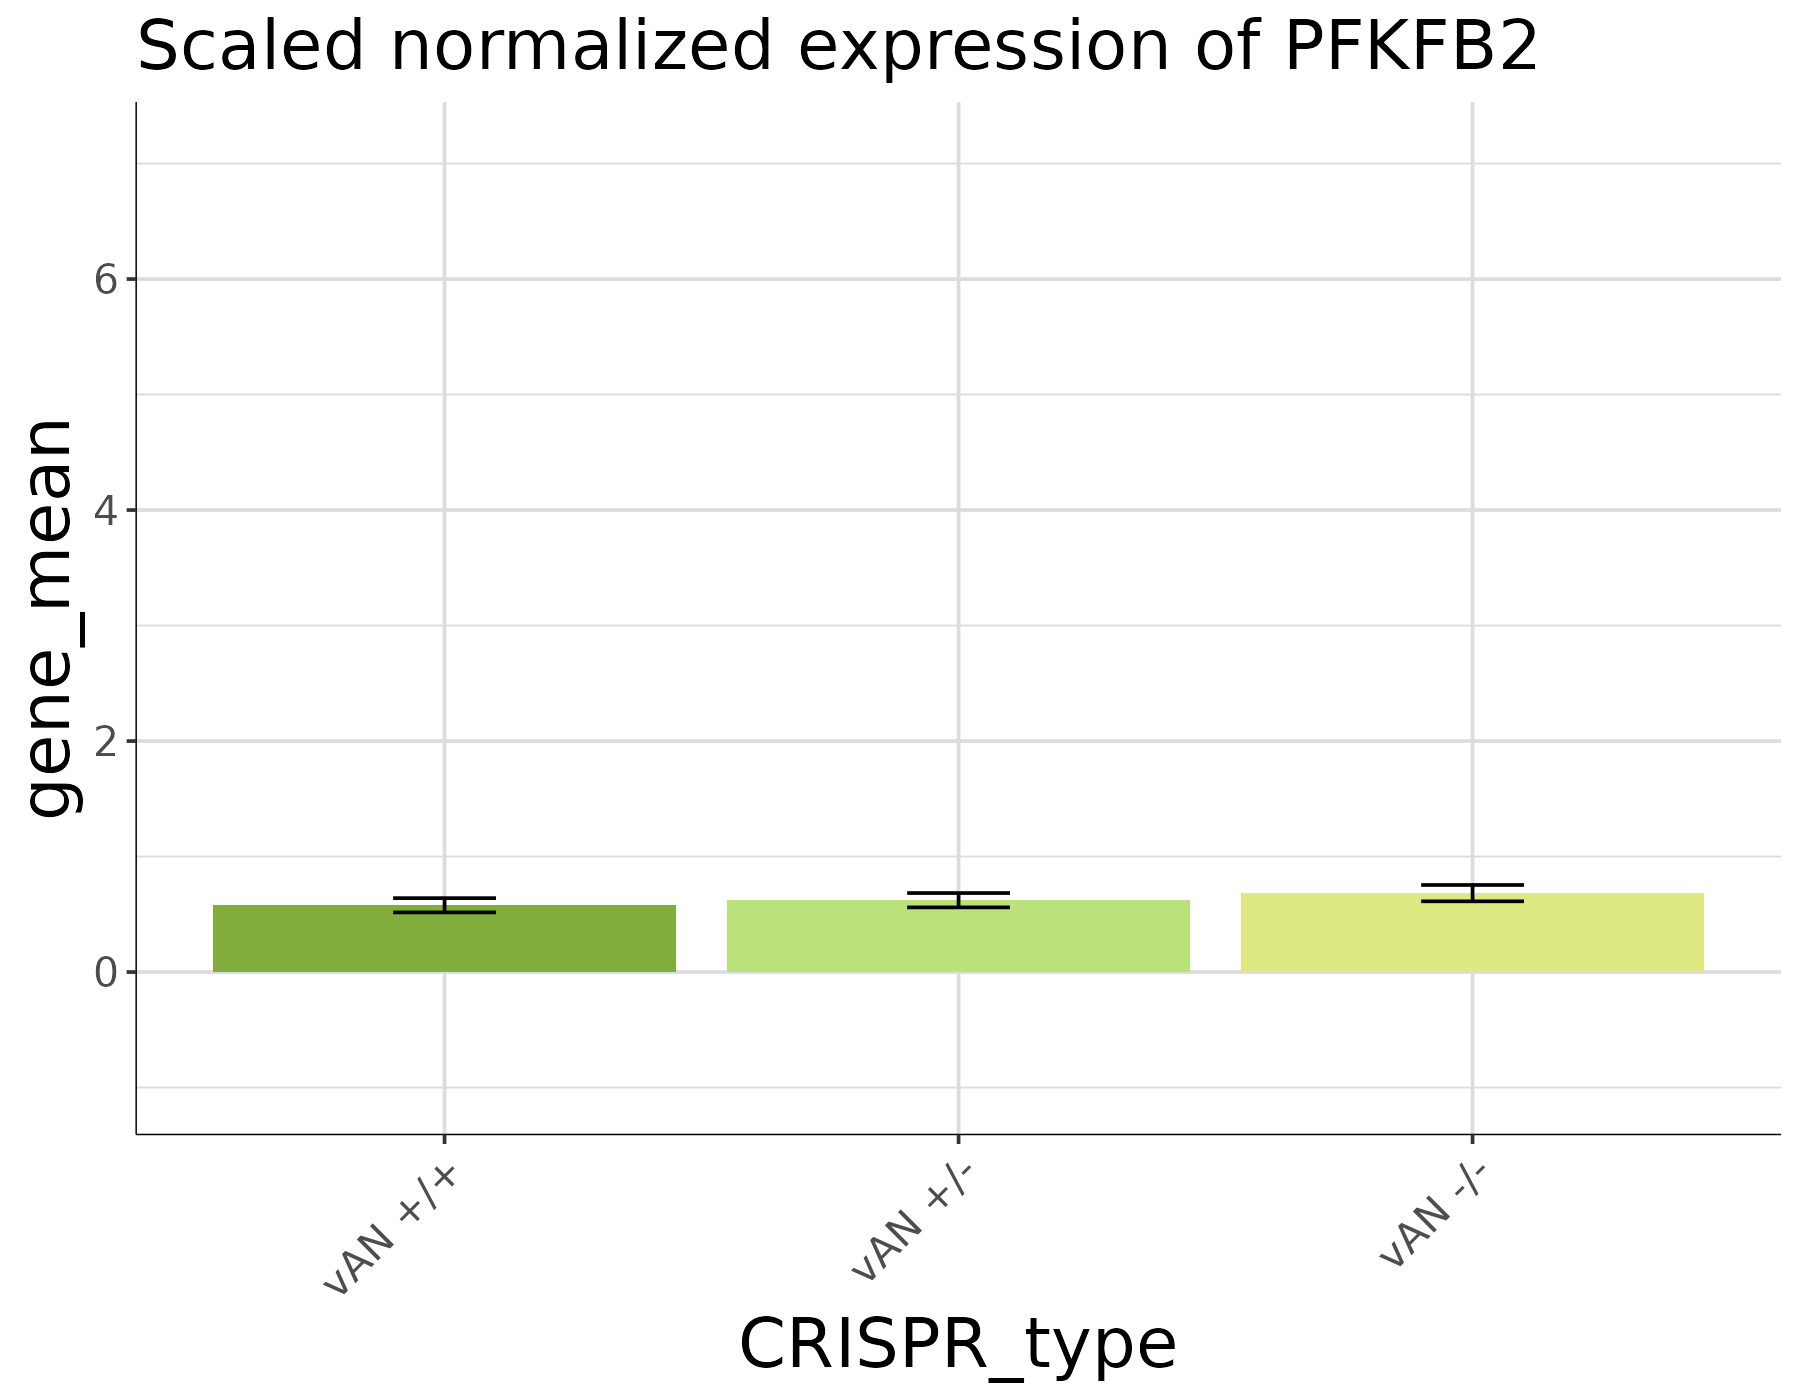 Scaled normalized expression of PFKFB2
gene_mean
6
4
2
0
vAN +/+
vAN +/-
vAN -/-
CRISPR_type